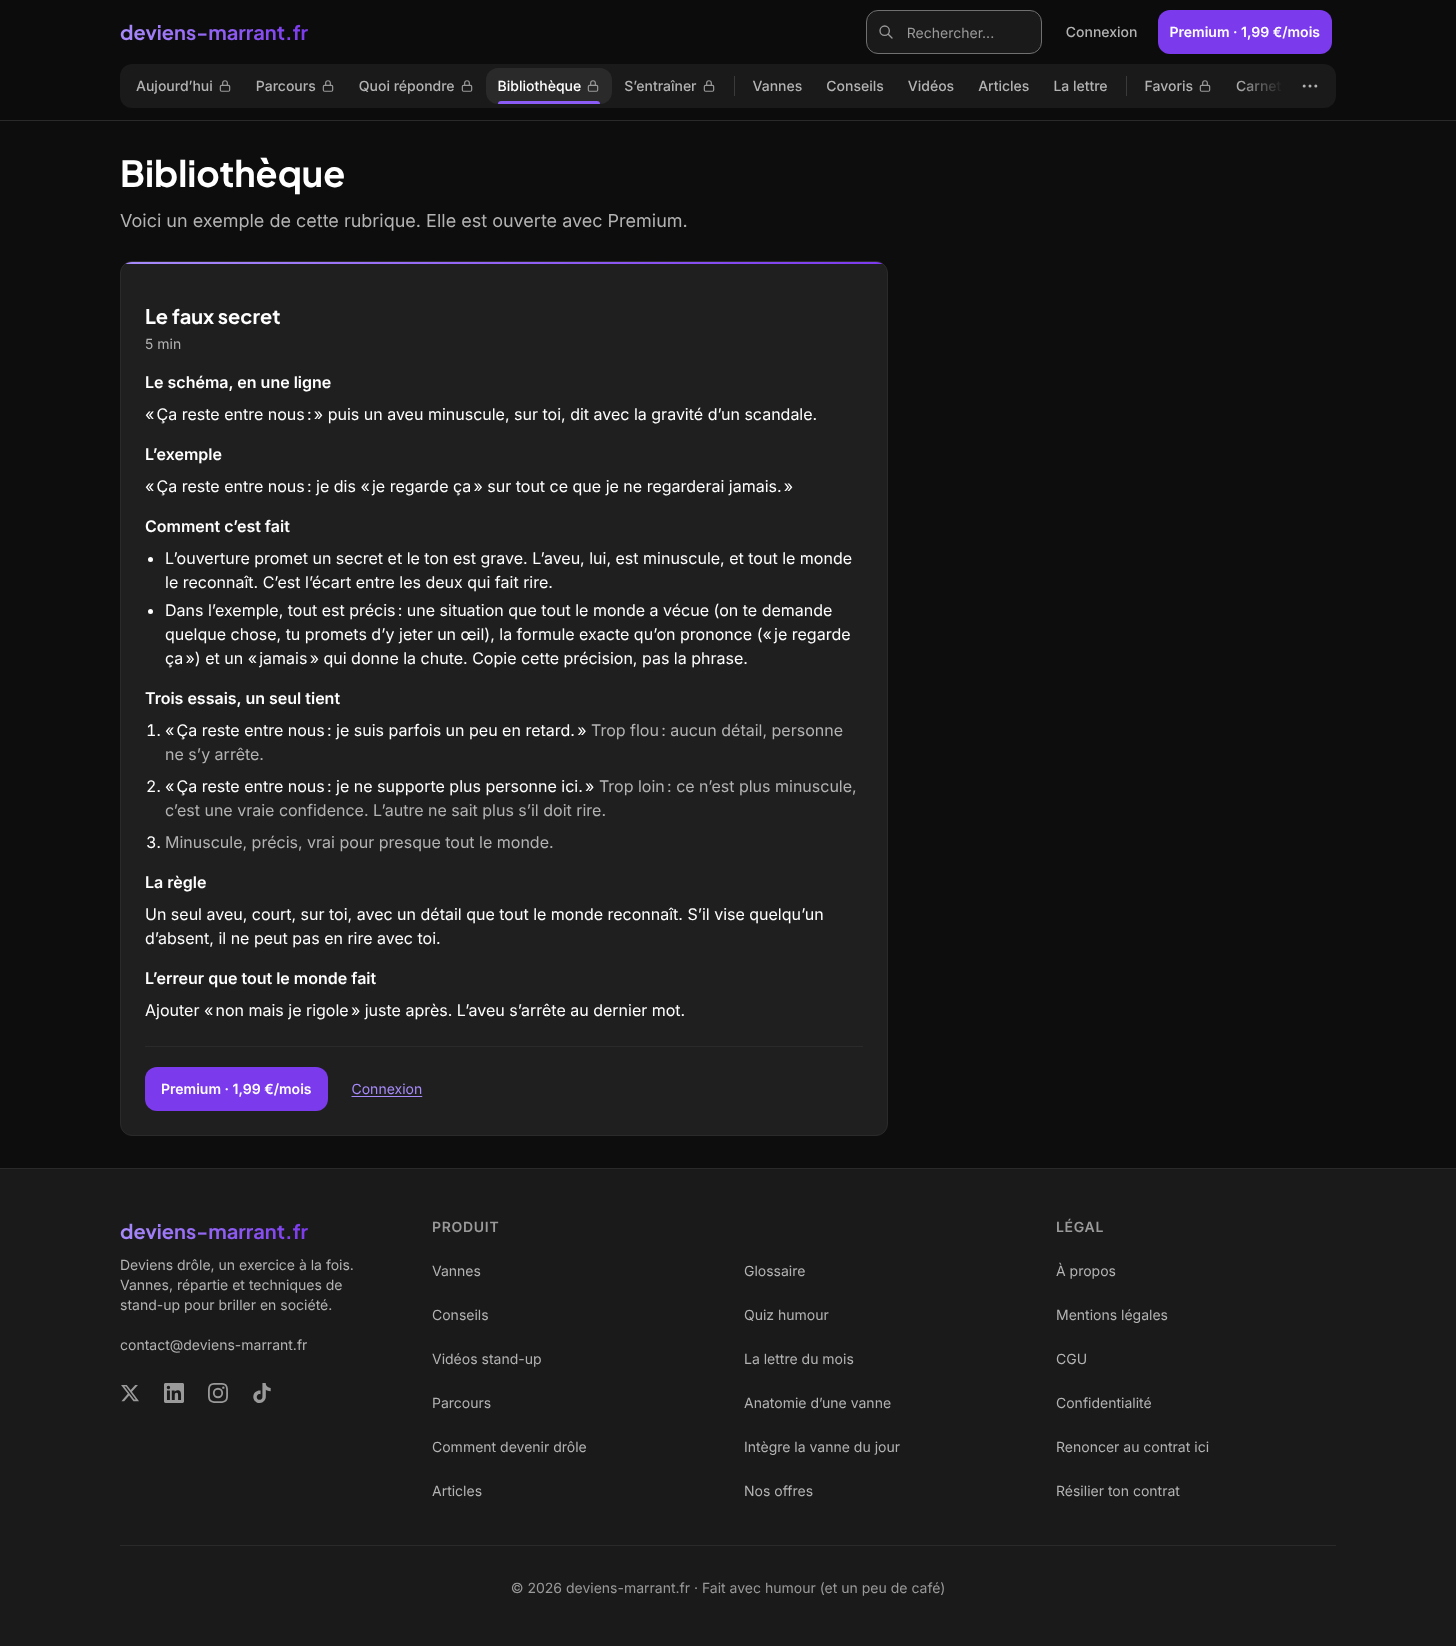 deviens-marrant.fr
Rechercher...
Connexion
Premium · 1,99 €/mois
Aujourd’hui
Parcours
Quoi répondre
Bibliothèque
S’entraîner
Vannes
Conseils
Vidéos
Articles
La lettre
Favoris
Carnet
Bibliothèque
Voici un exemple de cette rubrique. Elle est ouverte avec Premium.
Le faux secret
5 min
Le schéma, en une ligne
« Ça reste entre nous : » puis un aveu minuscule, sur toi, dit avec la gravité d’un scandale.
L’exemple
« Ça reste entre nous : je dis « je regarde ça » sur tout ce que je ne regarderai jamais. »
Comment c’est fait
• L’ouverture promet un secret et le ton est grave. L’aveu, lui, est minuscule, et tout le monde
le reconnaît. C’est l’écart entre les deux qui fait rire.
• Dans l’exemple, tout est précis : une situation que tout le monde a vécue (on te demande
quelque chose, tu promets d’y jeter un œil), la formule exacte qu’on prononce (« je regarde
ça ») et un « jamais » qui donne la chute. Copie cette précision, pas la phrase.
Trois essais, un seul tient
1. « Ça reste entre nous : je suis parfois un peu en retard. » Trop flou : aucun détail, personne
ne s’y arrête.
2. « Ça reste entre nous : je ne supporte plus personne ici. » Trop loin : ce n’est plus minuscule,
c’est une vraie confidence. L’autre ne sait plus s’il doit rire.
3. Minuscule, précis, vrai pour presque tout le monde.
La règle
Un seul aveu, court, sur toi, avec un détail que tout le monde reconnaît. S’il vise quelqu’un
d’absent, il ne peut pas en rire avec toi.
L’erreur que tout le monde fait
Ajouter « non mais je rigole » juste après. L’aveu s’arrête au dernier mot.
Premium · 1,99 €/mois
Connexion
deviens-marrant.fr
Deviens drôle, un exercice à la fois.
Vannes, répartie et techniques de
stand-up pour briller en société.
contact@deviens-marrant.fr
PRODUIT
Vannes
Conseils
Vidéos stand-up
Parcours
Comment devenir drôle
Articles
Glossaire
Quiz humour
La lettre du mois
Anatomie d’une vanne
Intègre la vanne du jour
Nos offres
LÉGAL
À propos
Mentions légales
CGU
Confidentialité
Renoncer au contrat ici
Résilier ton contrat
© 2026 deviens-marrant.fr · Fait avec humour (et un peu de café)